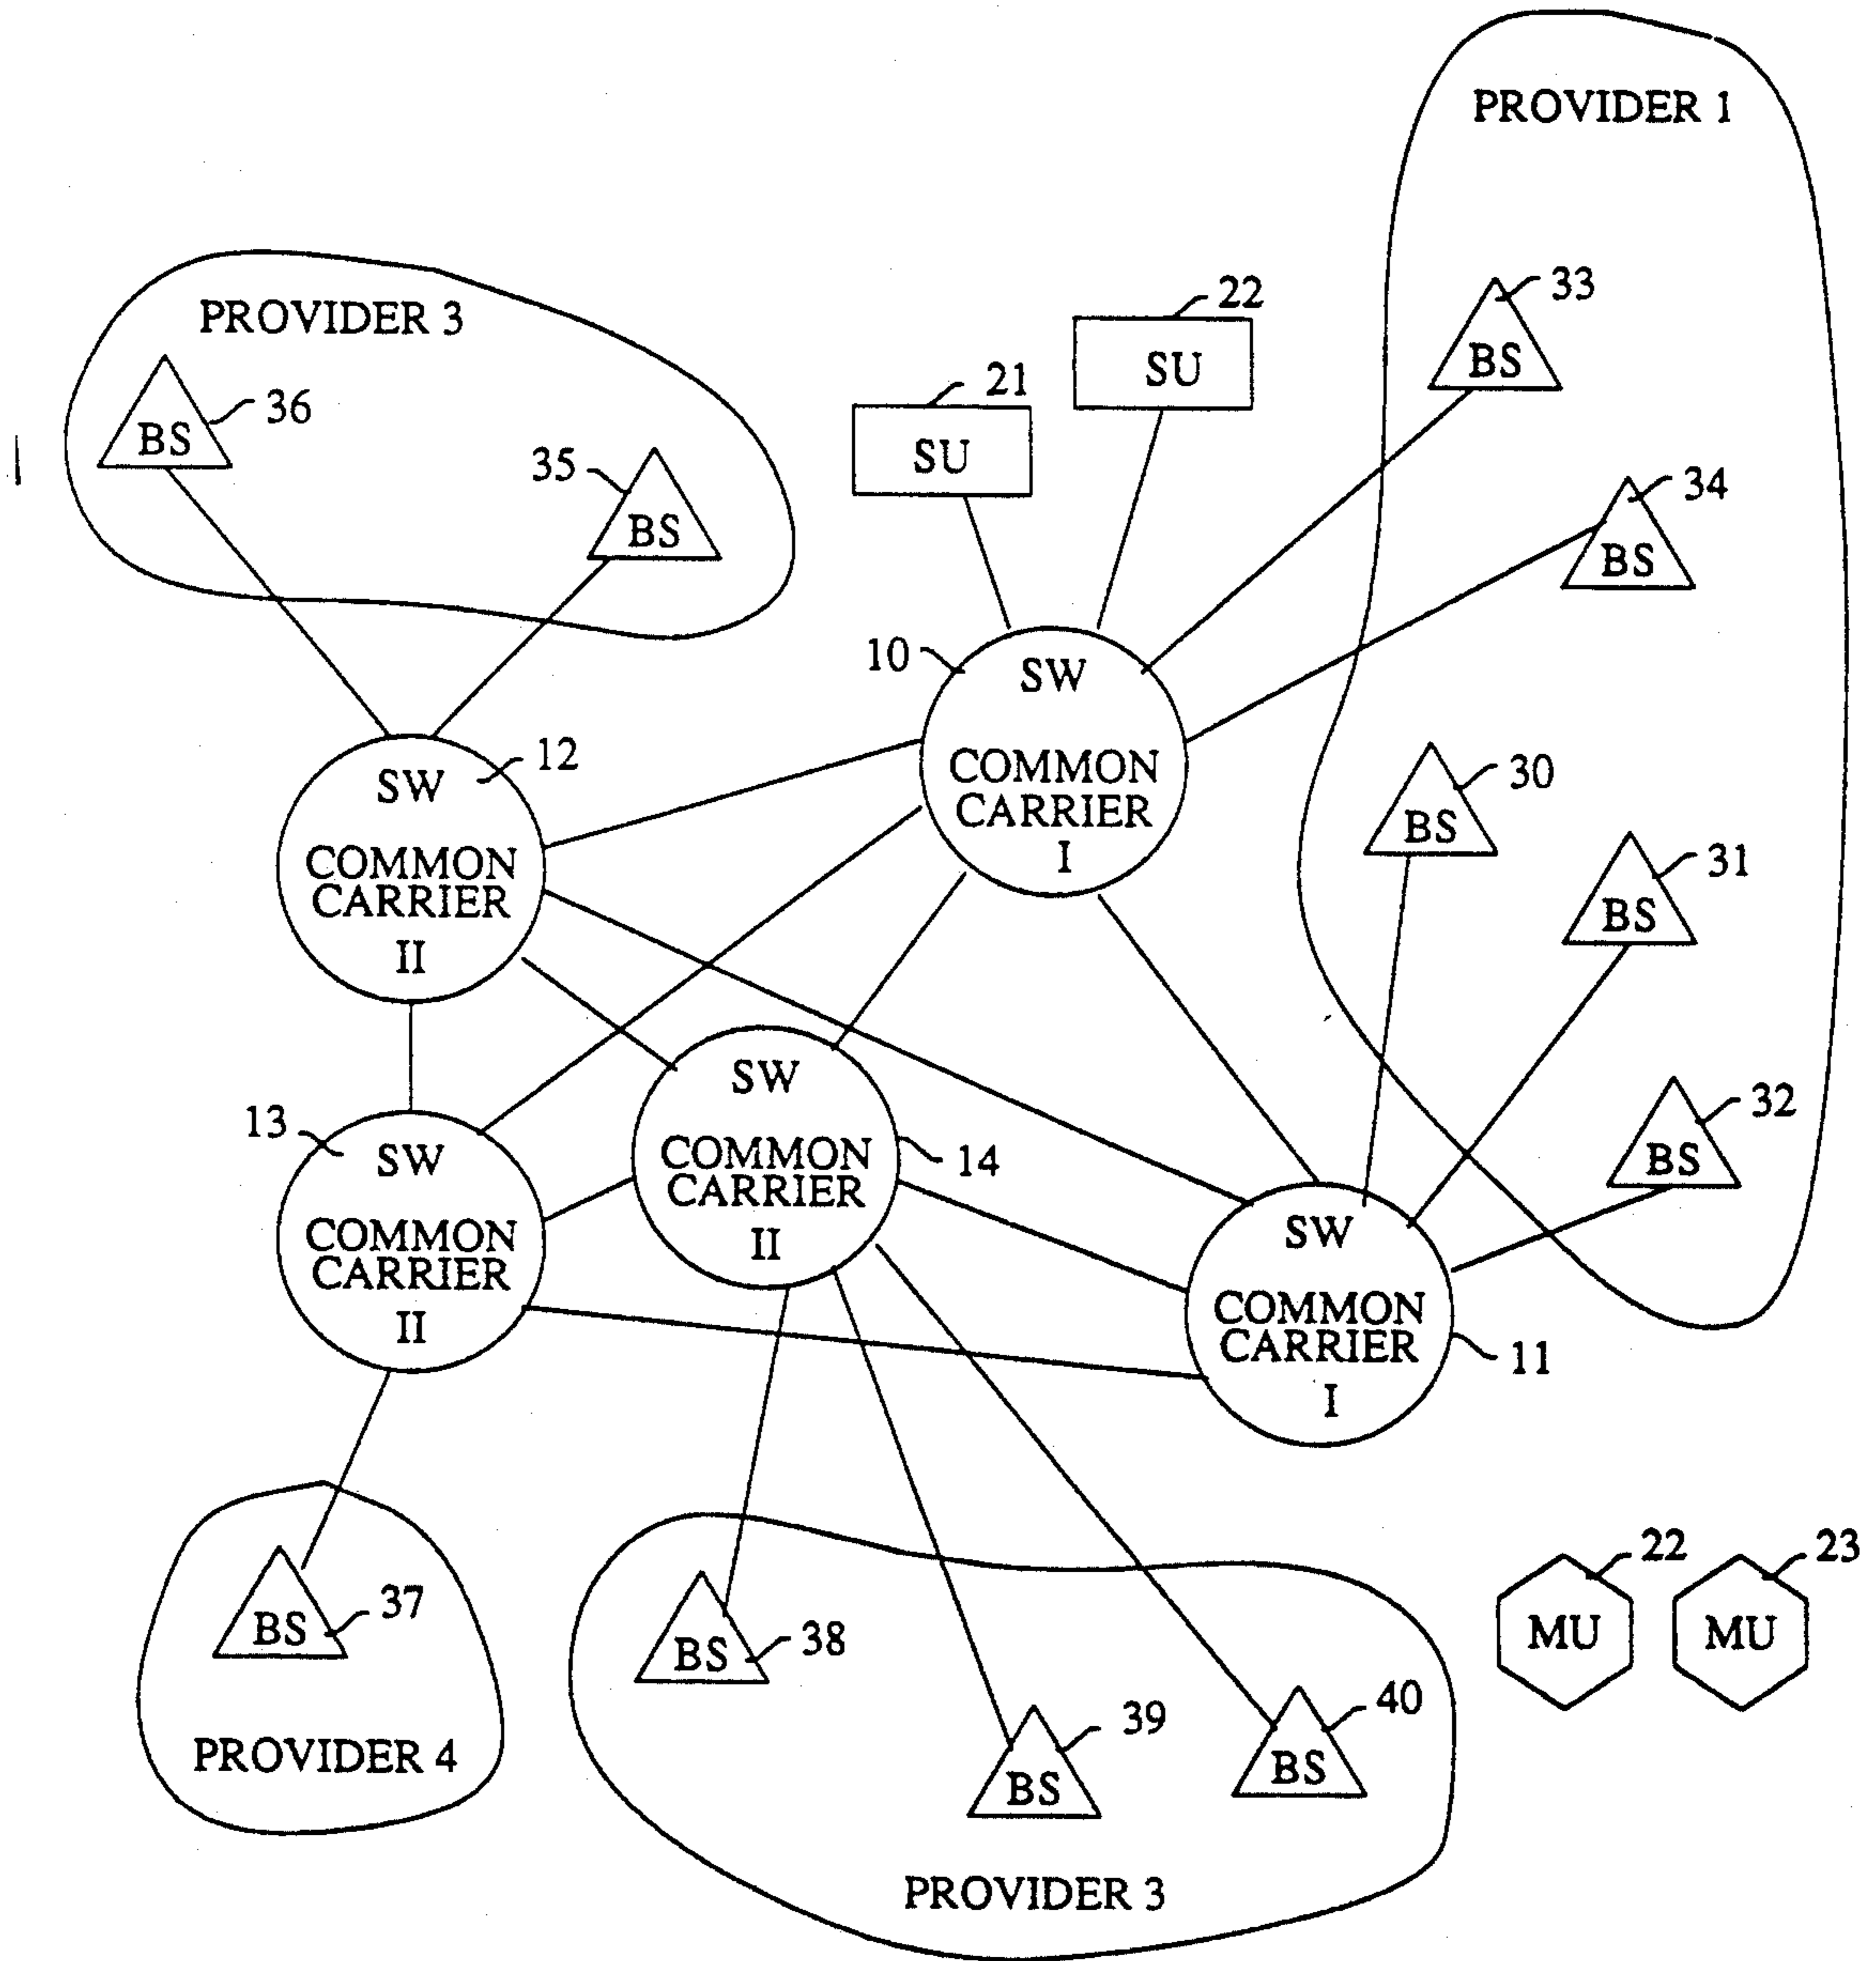 PROVIDER 1
33
BS
34
BS
30
BS
31
BS
32
BS
PROVIDER 3
36
BS
35
BS
22
SU
21
SU
10
SW
COMMON
CARRIER
I
12
SW
COMMON
CARRIER
II
13
SW
COMMON
CARRIER
II
14
SW
COMMON
CARRIER
II
11
SW
COMMON
CARRIER
I
37
BS
PROVIDER 4
38
BS
39
BS
40
BS
PROVIDER 3
22
MU
23
MU